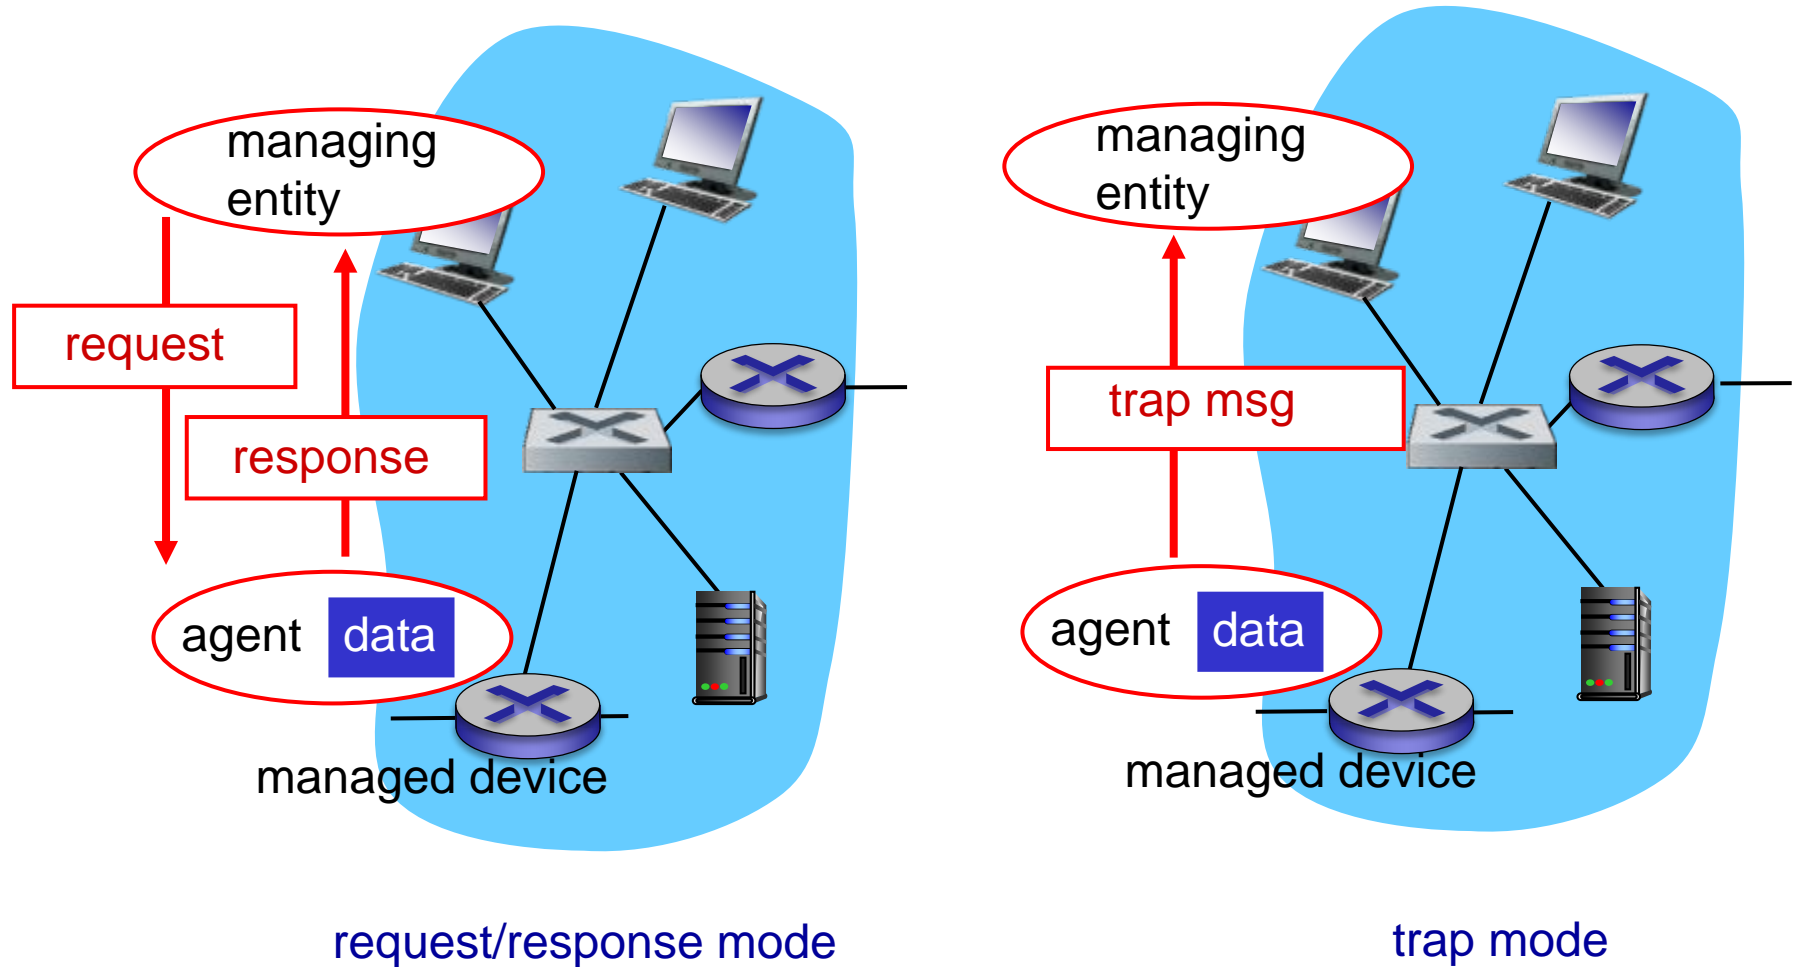 managing
entity
request
response
agent
data
managed device
request/response mode
managing
entity
trap msg
agent
data
managed device
trap mode